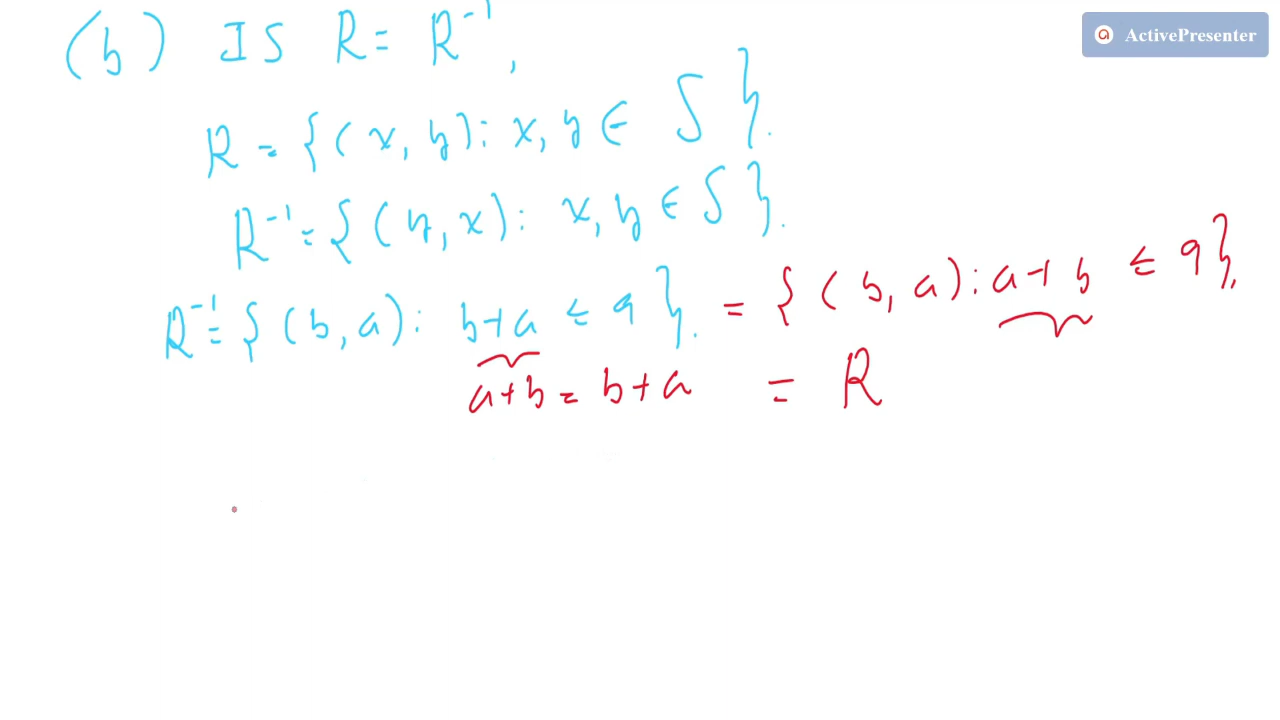 ActivePresenter
(b) IS R = R⁻¹,
R = {(x, y): x, y ∈ S}.
R⁻¹ = {(y, x): x, y ∈ S}.
R⁻¹ = {(b, a): b+a ≤ 9}. = {(b, a): a+b ≤ 9},
a+b = b+a = R